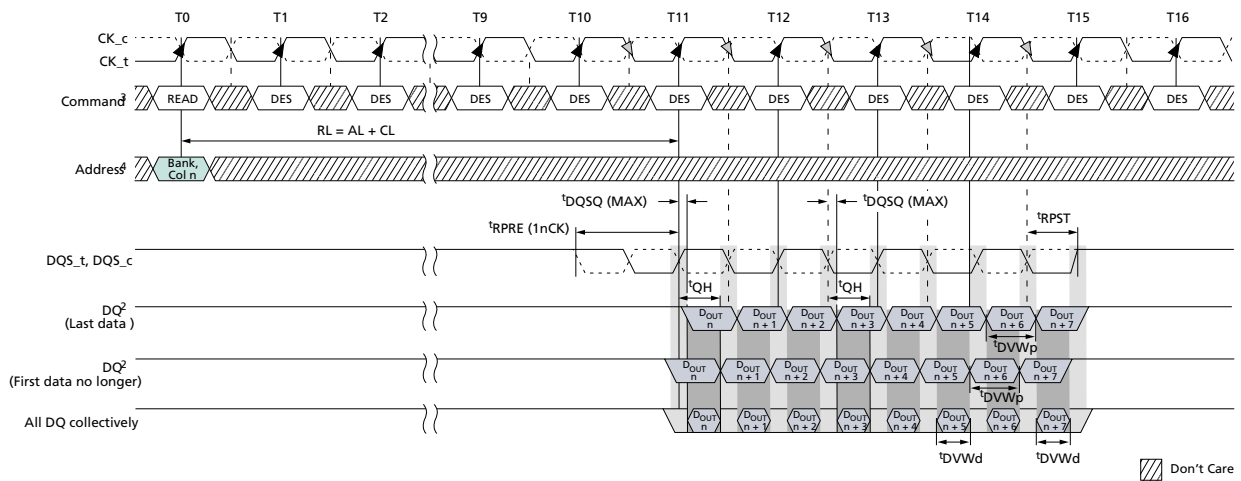 T0 T1 T2 T9 T10 T11 T12 T13 T14 T15 T16
CK_c
CK_t
Command3 READ DES DES DES DES DES DES DES DES DES DES
RL = AL + CL
Address4 Bank,
Col n
tDQSQ (MAX) tDQSQ (MAX)
tRPRE (1nCK) tRPST
DQS_t, DQS_c
tQH tQH
DQ2
(Last data )
DOUT n DOUT n + 1 DOUT n + 2 DOUT n + 3 DOUT n + 4 DOUT n + 5 DOUT n + 6 DOUT n + 7
tDVWp
DQ2
(First data no longer)
DOUT n DOUT n + 1 DOUT n + 2 DOUT n + 3 DOUT n + 4 DOUT n + 5 DOUT n + 6 DOUT n + 7
tDVWp
All DQ collectively
DOUT n DOUT n + 1 DOUT n + 2 DOUT n + 3 DOUT n + 4 DOUT n + 5 DOUT n + 6 DOUT n + 7
tDVWd tDVWd
Don't Care